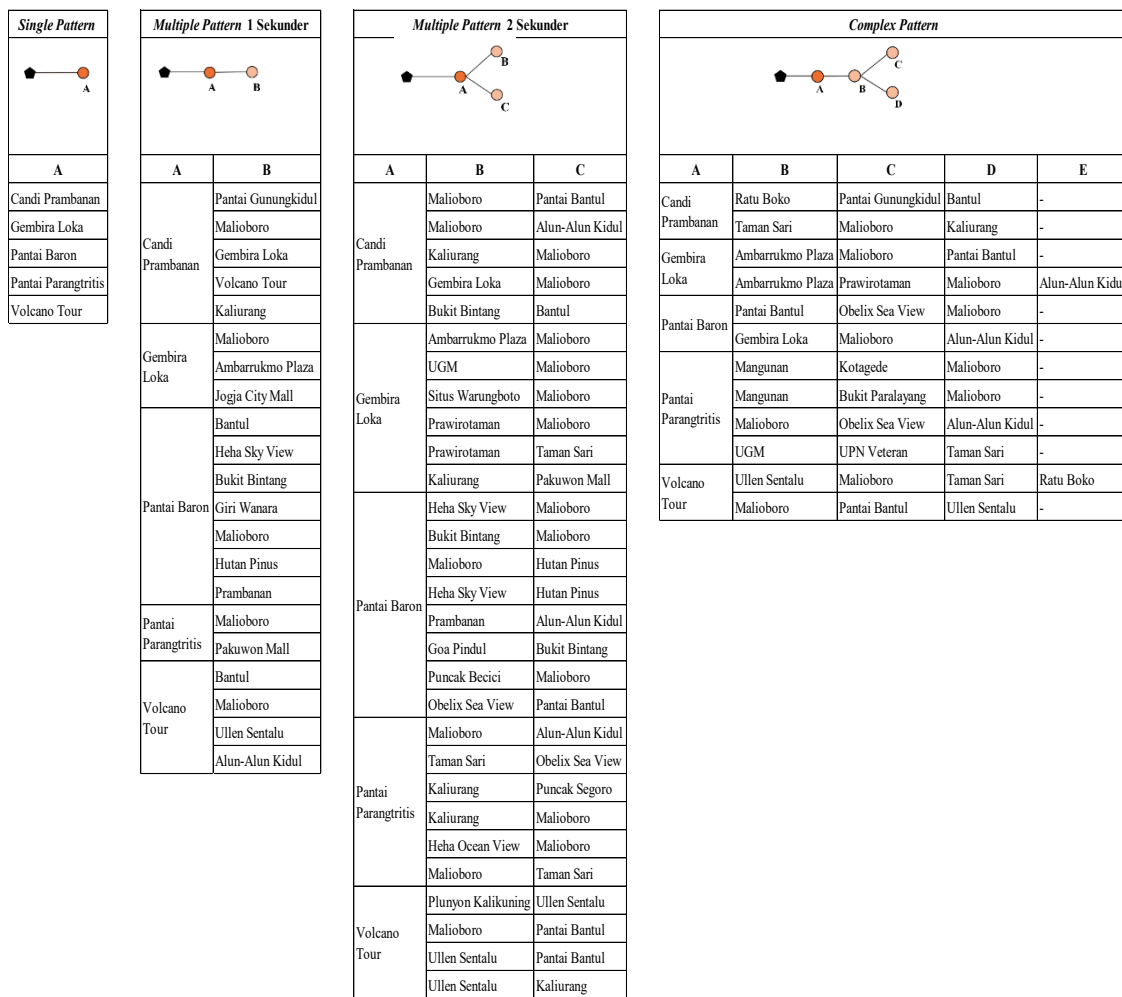 Single Pattern
A
A
Candi Prambanan
Gembira Loka
Pantai Baron
Pantai Parangtritis
Volcano Tour
Multiple Pattern 1 Sekunder
A B
A B
Candi Prambanan
Pantai Gunungkidul
Malioboro
Gembira Loka
Volcano Tour
Kaliurang
Gembira Loka
Malioboro
Ambarrukmo Plaza
Jogja City Mall
Pantai Baron
Bantul
Heha Sky View
Bukit Bintang
Giri Wanara
Malioboro
Hutan Pinus
Prambanan
Pantai Parangtritis
Malioboro
Pakuwon Mall
Volcano Tour
Bantul
Malioboro
Ullen Sentalu
Alun-Alun Kidul
Multiple Pattern 2 Sekunder
B
A
C
A B C
Candi Prambanan
Malioboro Pantai Bantul
Malioboro Alun-Alun Kidul
Kaliurang Malioboro
Gembira Loka Malioboro
Bukit Bintang Bantul
Gembira Loka
Ambarrukmo Plaza Malioboro
UGM Malioboro
Situs Warungboto Malioboro
Prawirotaman Malioboro
Prawirotaman Taman Sari
Kaliurang Pakuwon Mall
Pantai Baron
Heha Sky View Malioboro
Bukit Bintang Malioboro
Malioboro Hutan Pinus
Heha Sky View Hutan Pinus
Prambanan Alun-Alun Kidul
Goa Pindul Bukit Bintang
Puncak Becici Malioboro
Obelix Sea View Pantai Bantul
Pantai Parangtritis
Malioboro Alun-Alun Kidul
Taman Sari Obelix Sea View
Kaliurang Puncak Segoro
Kaliurang Malioboro
Heha Ocean View Malioboro
Malioboro Taman Sari
Volcano Tour
Plunyon Kalikuning Ullen Sentalu
Malioboro Pantai Bantul
Ullen Sentalu Pantai Bantul
Ullen Sentalu Kaliurang
Complex Pattern
C
A B
D
A B C D E
Candi Prambanan
Ratu Boko Pantai Gunungkidul Bantul -
Taman Sari Malioboro Kaliurang -
Gembira Loka
Ambarrukmo Plaza Malioboro Pantai Bantul -
Ambarrukmo Plaza Prawirotaman Malioboro Alun-Alun Kidu
Pantai Baron
Pantai Bantul Obelix Sea View Malioboro -
Gembira Loka Malioboro Alun-Alun Kidul -
Pantai Parangtritis
Mangunan Kotagede Malioboro -
Mangunan Bukit Paralayang Malioboro -
Malioboro Obelix Sea View Alun-Alun Kidul -
UGM UPN Veteran Taman Sari -
Volcano Tour
Ullen Sentalu Malioboro Taman Sari Ratu Boko
Malioboro Pantai Bantul Ullen Sentalu -